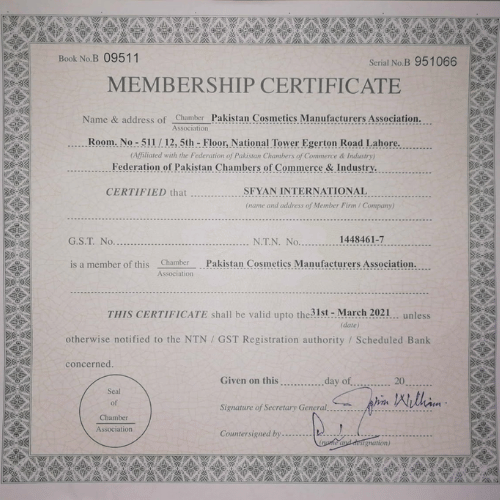 Book No.B 09511
Serial No.B 951066
MEMBERSHIP CERTIFICATE
Name & address of Chamber Pakistan Cosmetics Manufacturers Association.
Association
Room. No - 511 / 12, 5th - Floor, National Tower Egerton Road Lahore.
(Affiliated with the Federation of Pakistan Chambers of Commerce & Industry)
Federation of Pakistan Chambers of Commerce & Industry.
CERTIFIED that SFYAN INTERNATIONAL
(name and address of Member Firm / Company)
G.S.T. No. N.T.N. No. 1448461-7
is a member of this Chamber Pakistan Cosmetics Manufacturers Association.
Association
THIS CERTIFICATE shall be valid upto the 31st - March 2021 unless
(date)
otherwise notified to the NTN / GST Registration authority / Scheduled Bank
concerned.
Given on this day of 20
Seal
of
Chamber
Association
Signature of Secretary General
Countersigned by
(name and designation)